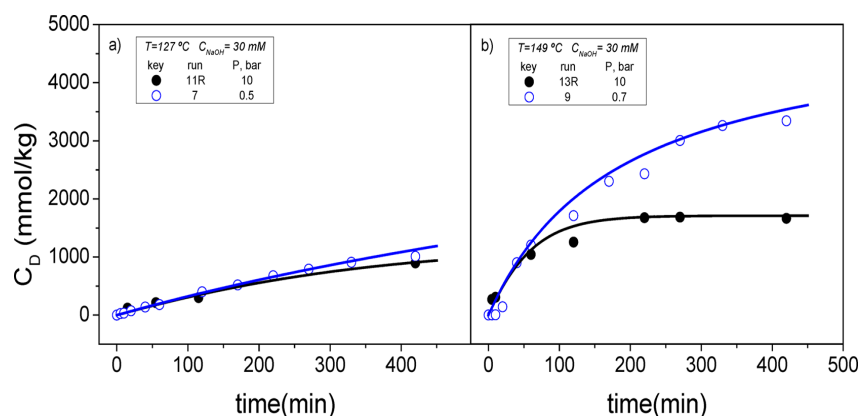 5000
4000
3000
2000
1000
0
C_D (mmol/kg)
a)
T=127 ºC C_NaOH= 30 mM
key run P, bar
11R 10
7 0.5
0 100 200 300 400
time(min)
b)
T=149 ºC C_NaOH= 30 mM
key run P, bar
13R 10
9 0.7
0 100 200 300 400 500
time(min)